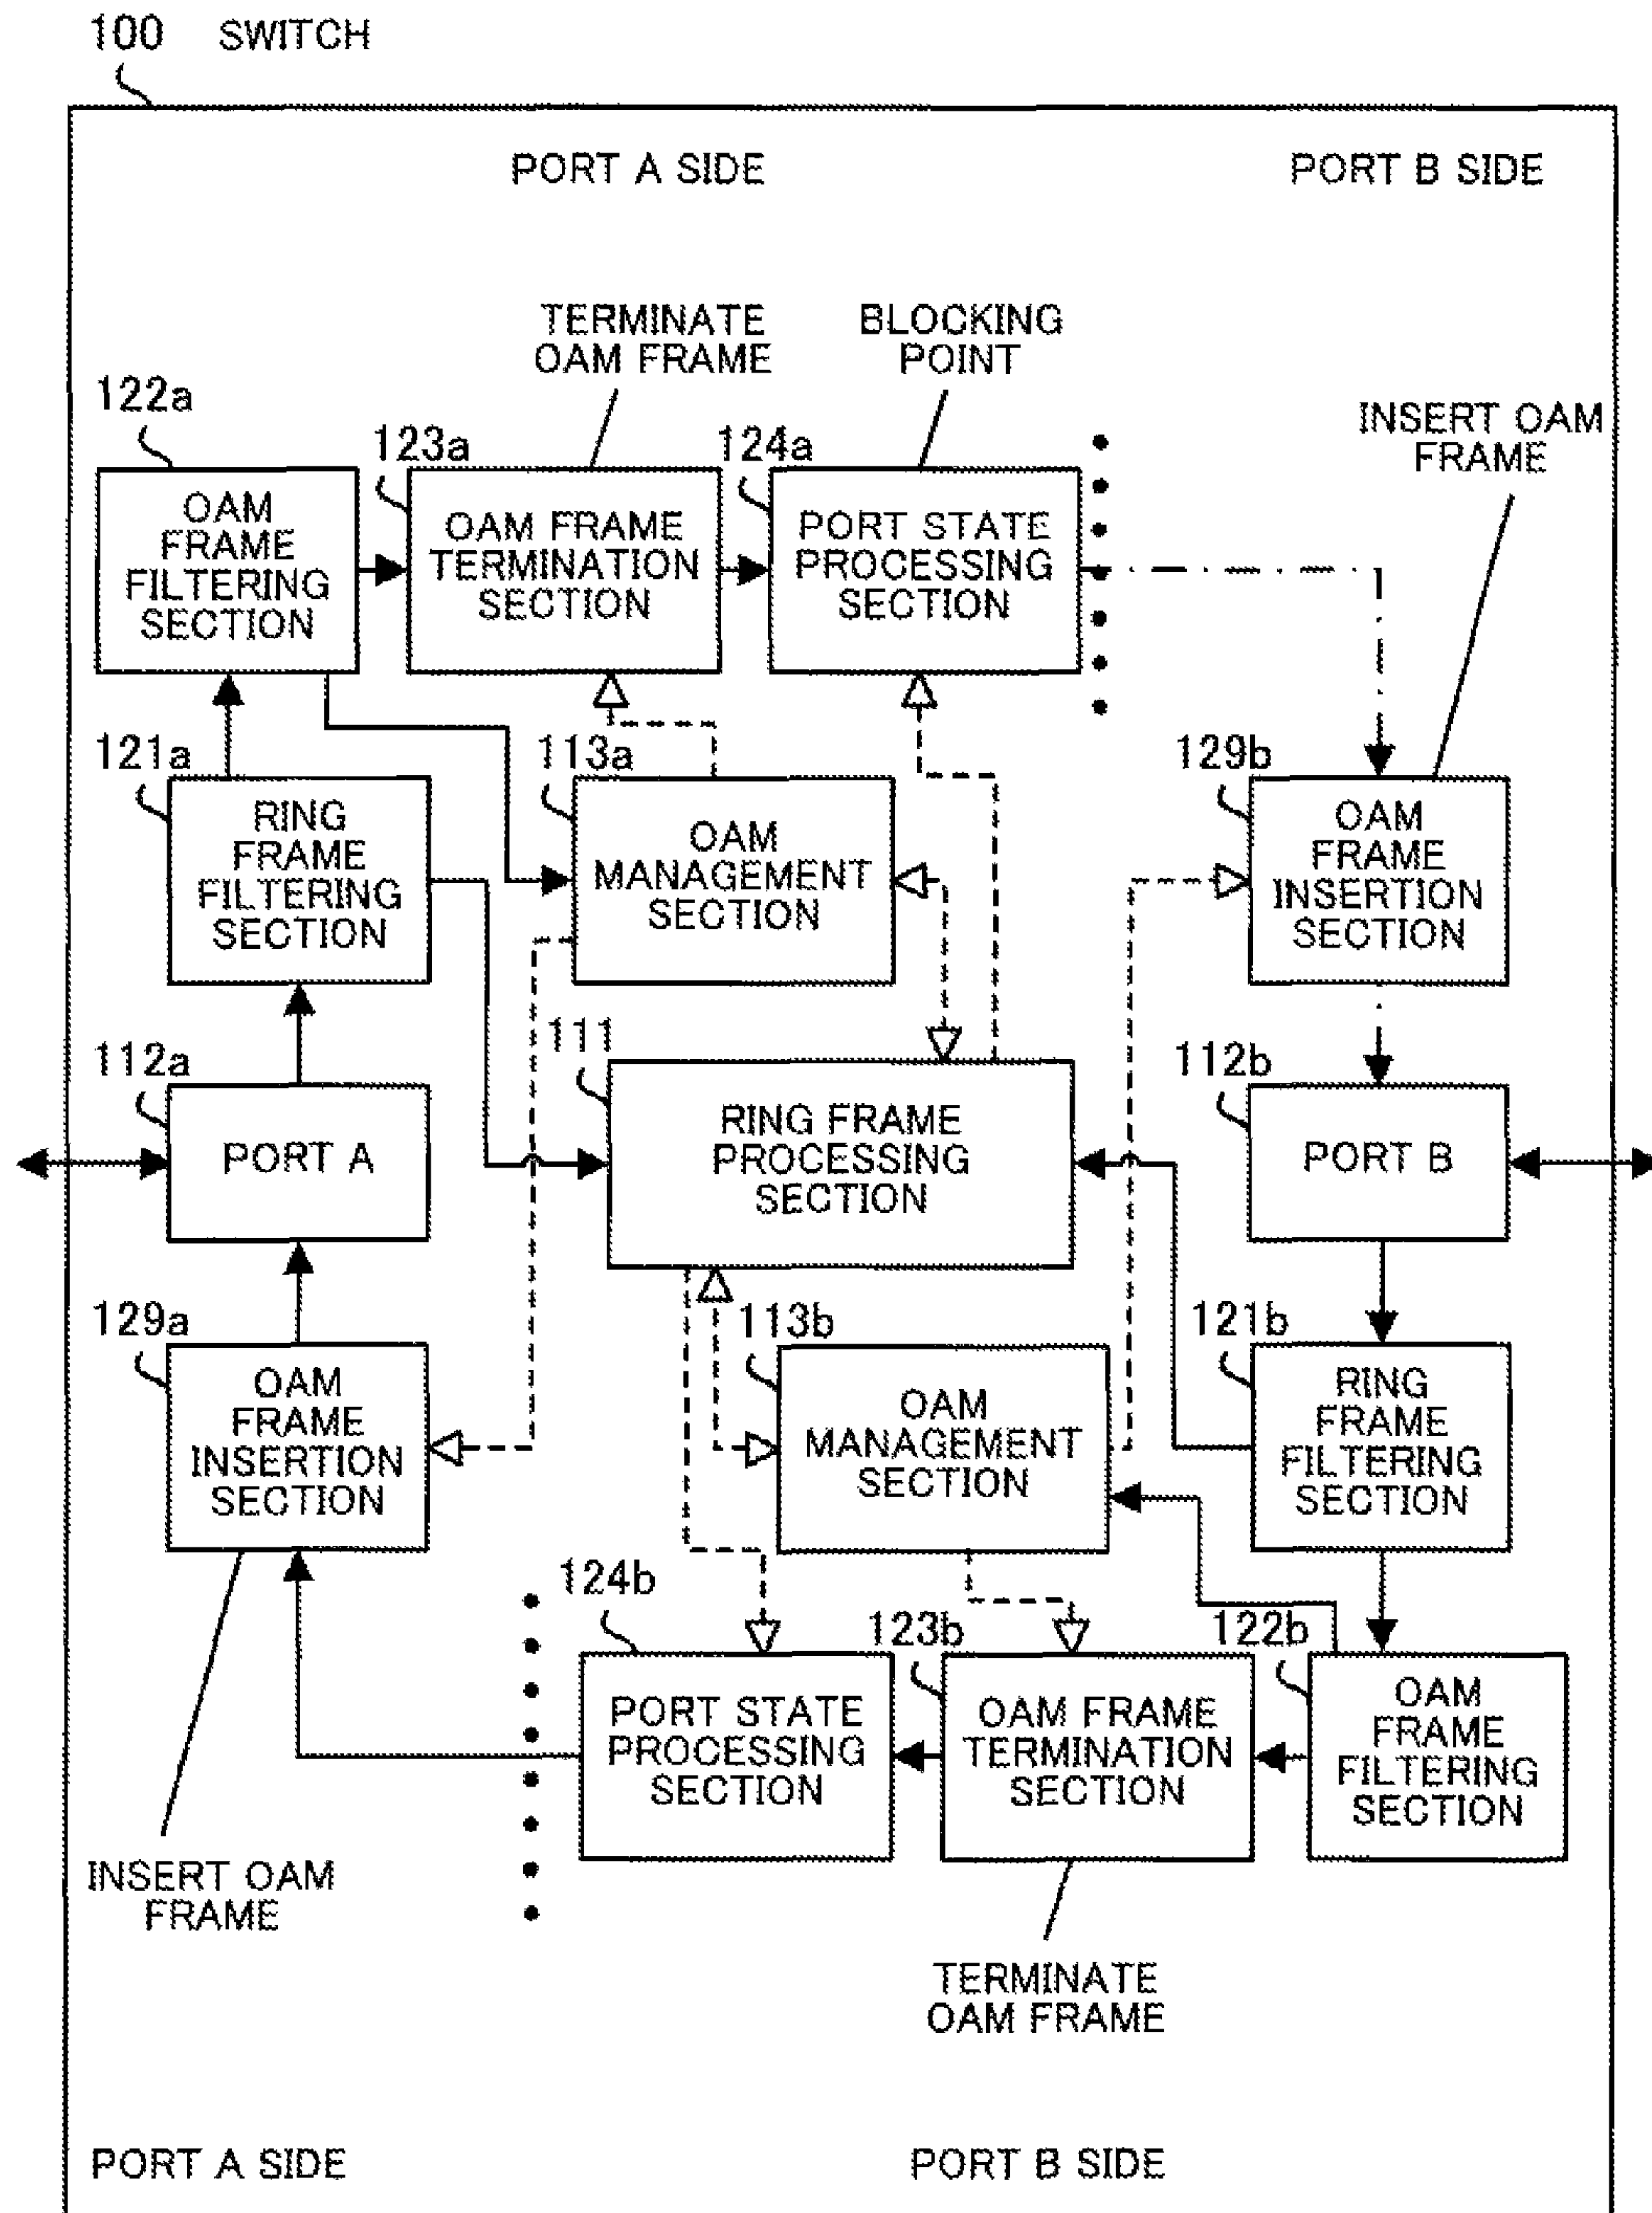 100 SWITCH
PORT A SIDE
PORT B SIDE
TERMINATE
OAM FRAME
BLOCKING
POINT
INSERT OAM
FRAME
122a
OAM
FRAME
FILTERING
SECTION
123a
OAM FRAME
TERMINATION
SECTION
124a
PORT STATE
PROCESSING
SECTION
121a
RING
FRAME
FILTERING
SECTION
113a
OAM
MANAGEMENT
SECTION
129b
OAM
FRAME
INSERTION
SECTION
112a
PORT A
111
RING FRAME
PROCESSING
SECTION
112b
PORT B
129a
OAM
FRAME
INSERTION
SECTION
113b
OAM
MANAGEMENT
SECTION
121b
RING
FRAME
FILTERING
SECTION
124b
PORT STATE
PROCESSING
SECTION
123b
OAM FRAME
TERMINATION
SECTION
122b
OAM
FRAME
FILTERING
SECTION
INSERT OAM
FRAME
TERMINATE
OAM FRAME
PORT A SIDE
PORT B SIDE